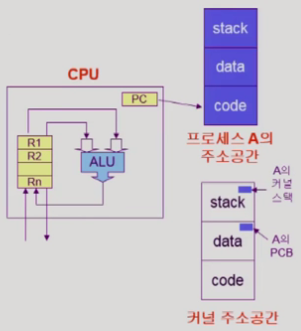 stack
data
code
CPU
PC
R1
R2
Rn
ALU
프로세스 A의
주소공간
A의
커널
스택
stack
data
A의
PCB
code
커널 주소공간